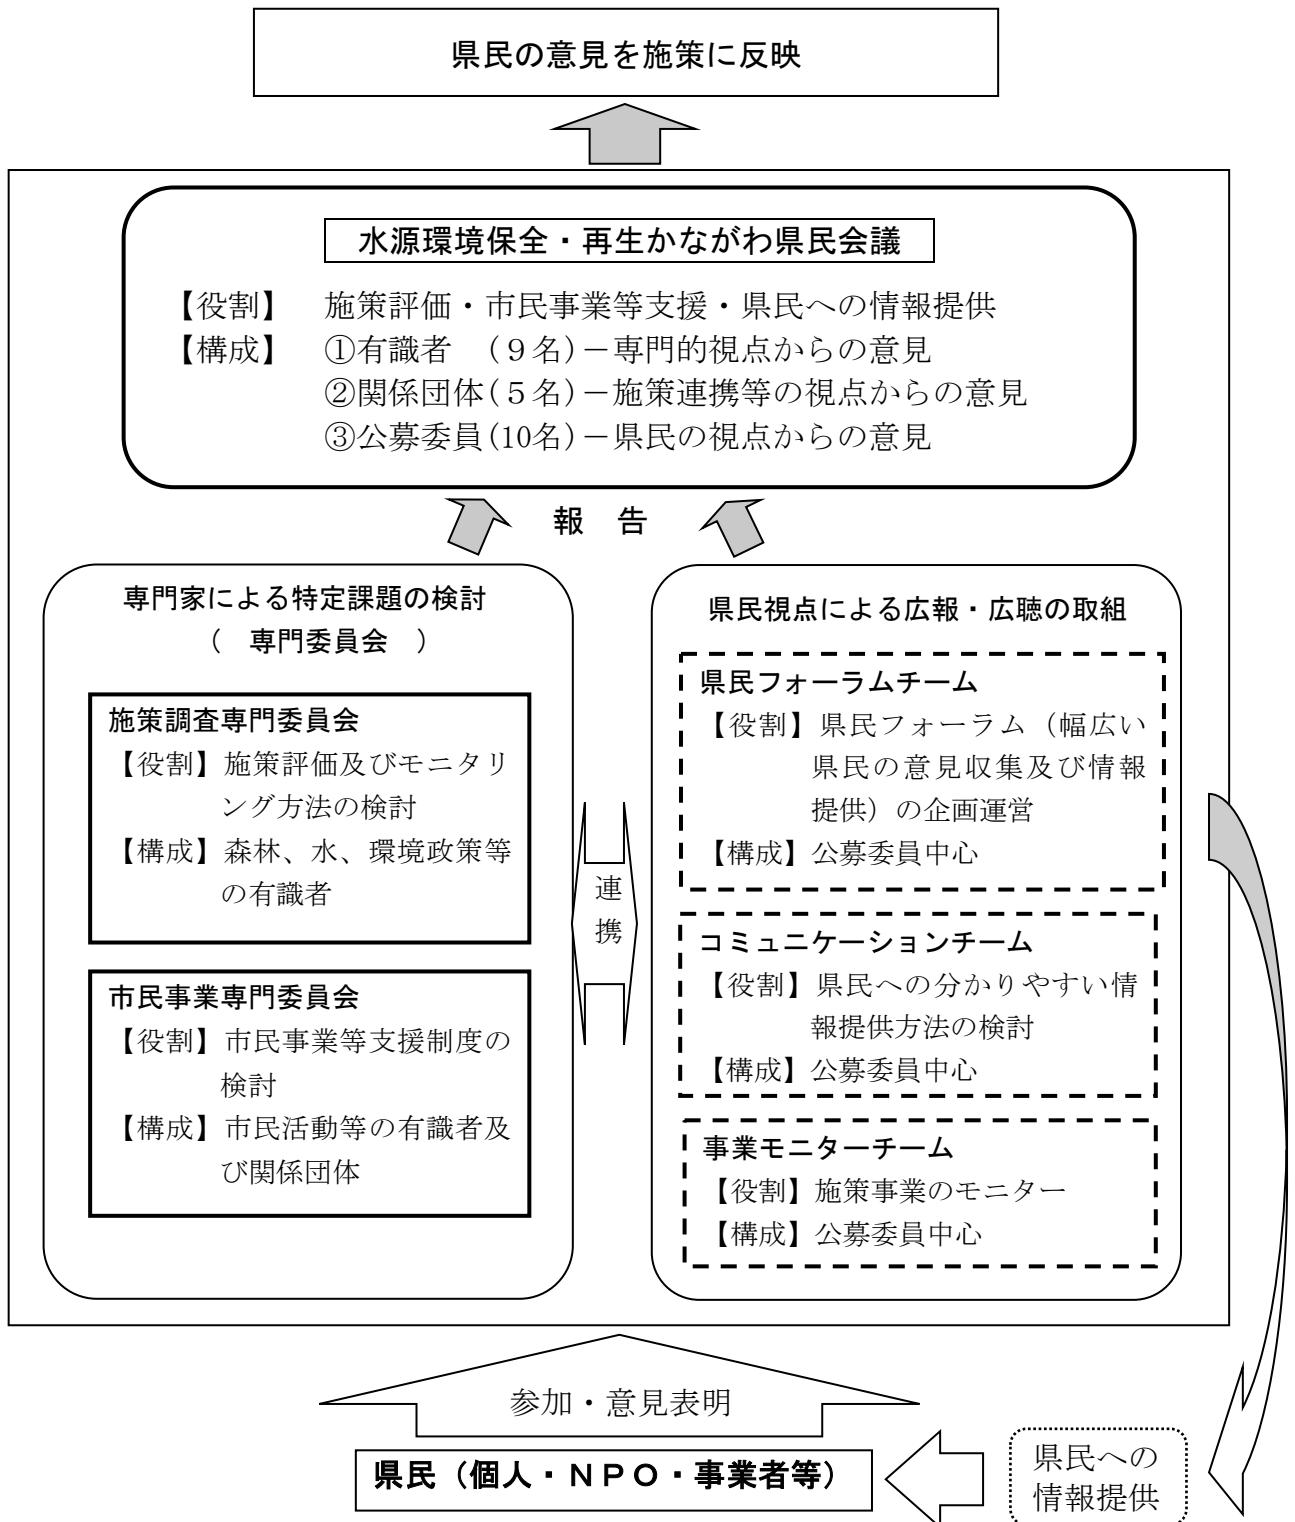 県民の意見を施策に反映
水源環境保全・再生かながわ県民会議
【役割】 施策評価・市民事業等支援・県民への情報提供
【構成】 ①有識者 (９名)－専門的視点からの意見
②関係団体(５名)－施策連携等の視点からの意見
③公募委員(10名)－県民の視点からの意見
報 告
専門家による特定課題の検討
( 専門委員会 )
施策調査専門委員会
【役割】施策評価及びモニタリ
ング方法の検討
【構成】森林、水、環境政策等
の有識者
市民事業専門委員会
【役割】市民事業等支援制度の
検討
【構成】市民活動等の有識者及
び関係団体
連
携
県民視点による広報・広聴の取組
県民フォーラムチーム
【役割】県民フォーラム（幅広い
県民の意見収集及び情報
提供）の企画運営
【構成】公募委員中心
コミュニケーションチーム
【役割】県民への分かりやすい情
報提供方法の検討
【構成】公募委員中心
事業モニターチーム
【役割】施策事業のモニター
【構成】公募委員中心
参加・意見表明
県民（個人・ＮＰＯ・事業者等）
県民への
情報提供